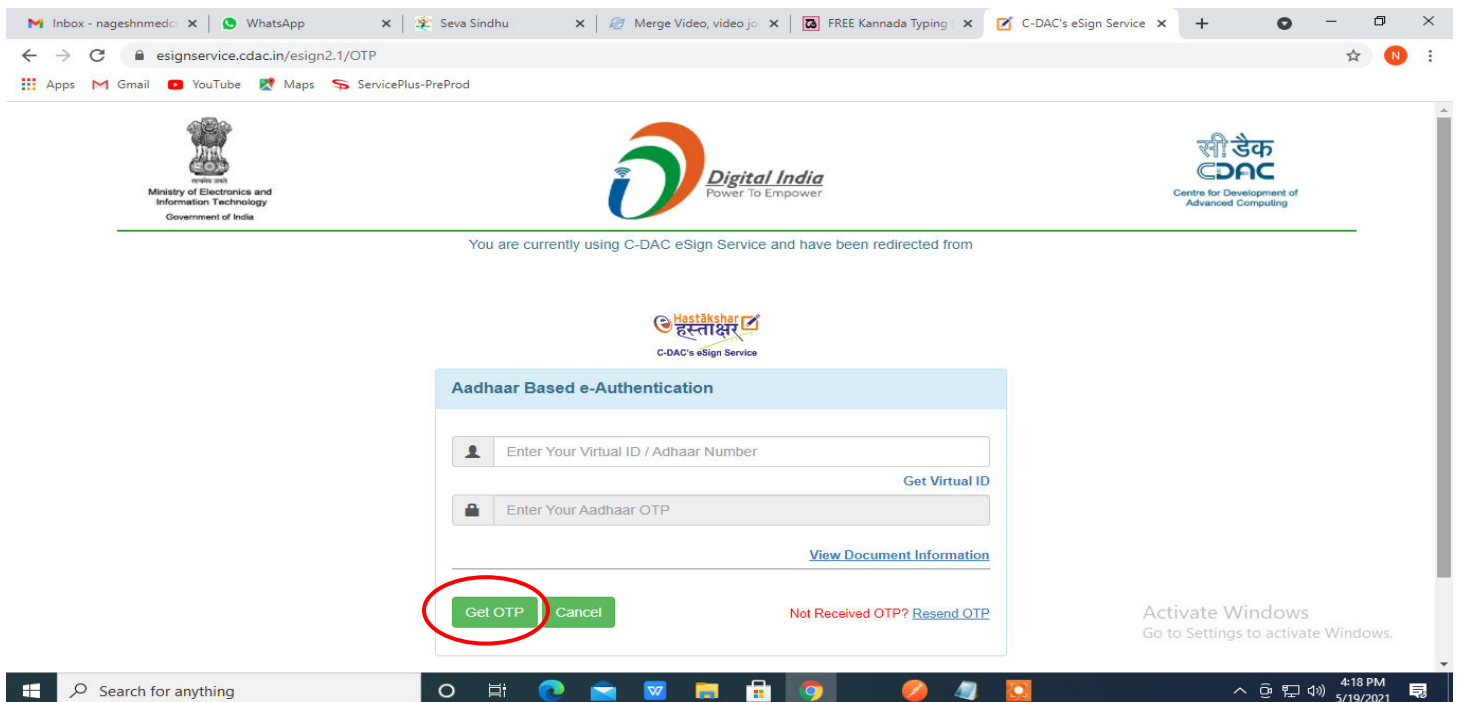 Inbox - nageshnmedc
WhatsApp
Seva Sindhu
Merge Video, video jo
FREE Kannada Typing
C-DAC's eSign Service
esignservice.cdac.in/esign2.1/OTP
N
Apps
Gmail
YouTube
Maps
ServicePlus-PreProd
सत्यमेव जयते
Ministry of Electronics and
Information Technology
Government of India
Digital India
Power To Empower
सी डैक
CDAC
Centre for Development of
Advanced Computing
You are currently using C-DAC eSign Service and have been redirected from
e Hastākshar
हस्ताक्षर
C-DAC's eSign Service
Aadhaar Based e-Authentication
Enter Your Virtual ID / Adhaar Number
Get Virtual ID
Enter Your Aadhaar OTP
View Document Information
Get OTP Cancel Not Received OTP? Resend OTP
Activate Windows
Go to Settings to activate Windows.
Search for anything
4:18 PM
5/19/2021